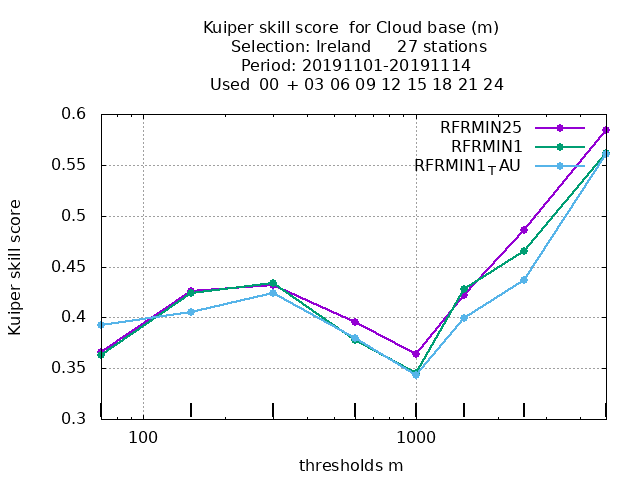 Kuiper skill score  for Cloud base (m)
Selection: Ireland     27 stations
Period: 20191101-20191114
Used  00 + 03 06 09 12 15 18 21 24
RFRMIN25
RFRMIN1
RFRMIN1TAU
0.6
0.55
0.5
0.45
0.4
0.35
0.3
Kuiper skill score
100
1000
thresholds m